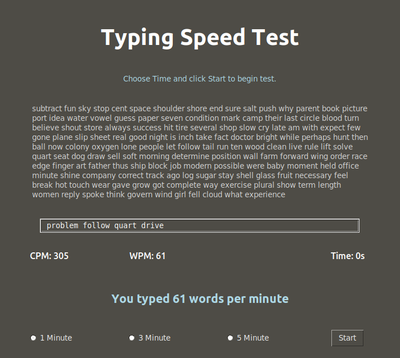 Typing Speed Test
Choose Time and click Start to begin test.
subtract fun sky stop cent space shoulder shore end sure salt push why parent book picture
port idea water vowel guess paper seven condition mark camp their last circle blood turn
believe shout store always success hit tire several shop slow cry late am with expect few
gone plane slip sheet real good nine inch take fact doctor bright while perhaps hunt then
ball now colony oxygen lone people let follow tail run ten wood clean live rule lift solve
quart seat dog draw sell soft morning determine position wall farm forward wing order race
edge finger art father thus ship block job modern possible were baby moment held office
minute shine company correct track ago log sugar stay shell glass fruit necessary feel
break hot touch wear gave grow got complete way exercise plural show term length
women reply spoke think govern wind girl fell cloud what experience
problem follow quart drive
CPM: 305 WPM: 61 Time: 0s
You typed 61 words per minute
1 Minute 3 Minute 5 Minute Start